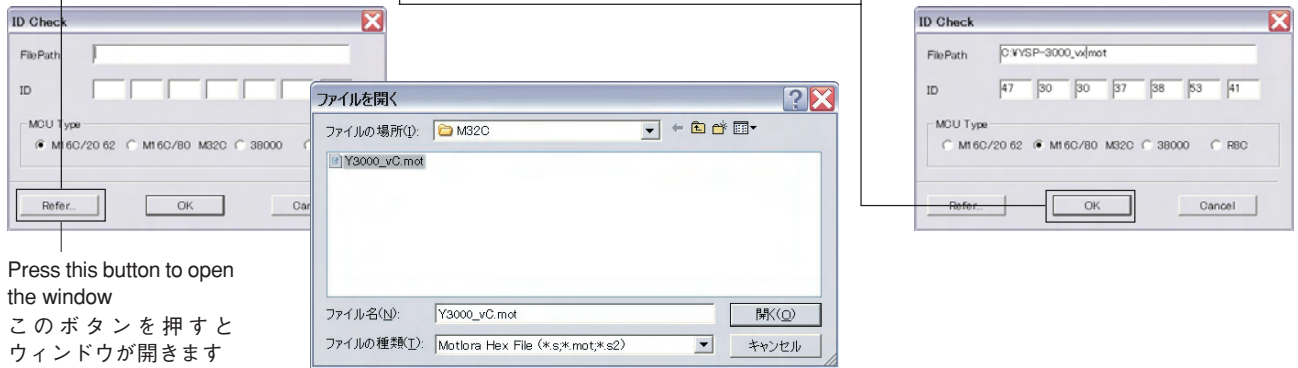 ID Check
FilePath
ID
MCU Type
M16C/20 62 M16C/80 M32C 38000
Refer...
OK
Press this button to open
the window
このボタンを押すと
ウィンドウが開きます
ファイルを開く
ファイルの場所(I):
M32C
Y3000_vC.mot
ファイル名(N):
Y3000_vC.mot
開く(O)
ファイルの種類(T):
Motlora Hex File (*.s;*.mot;*.s2)
キャンセル
ID Check
FilePath
C:¥YSP-3000_vx.mot
ID
47 30 30 37 38 53 41
MCU Type
M16C/20 62 M16C/80 M32C 38000 R8C
Refer...
OK
Cancel